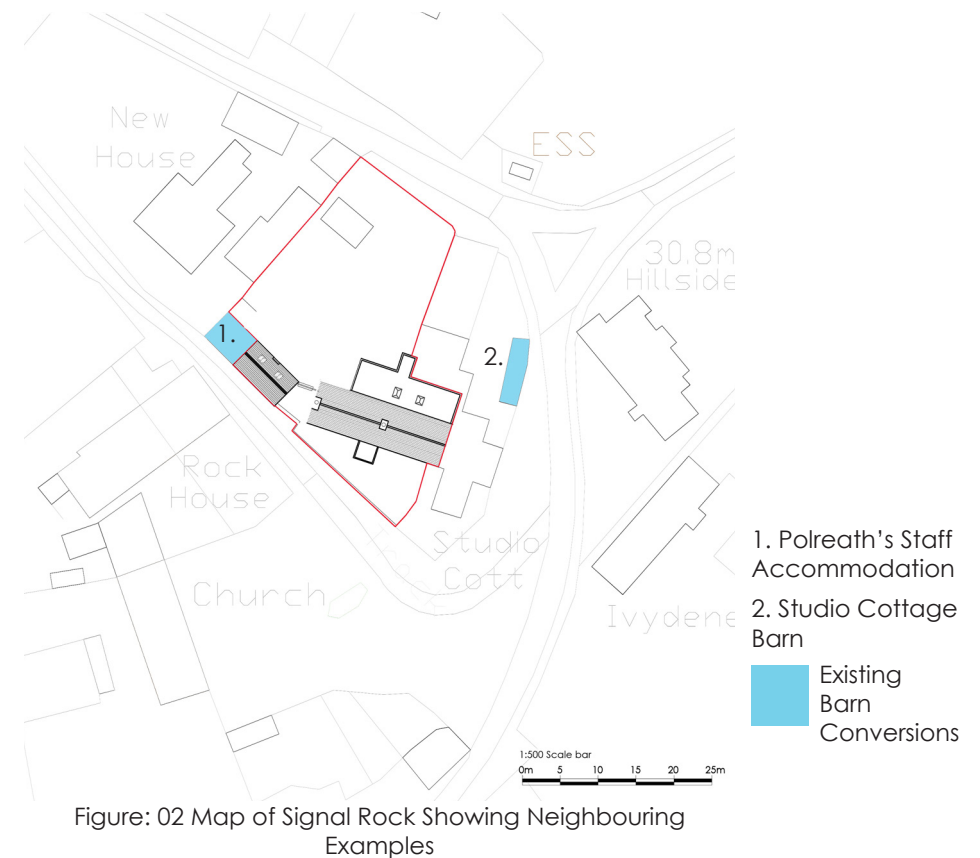 New
House
ESS
30.8m
Hillside
1.
2.
Rock
House
Studio
Cott
Church
Ivydene
1. Polreath's Staff
Accommodation
2. Studio Cottage
Barn
Existing
Barn
Conversions
1:500 Scale bar
0m 5 10 15 20 25m
Figure: 02 Map of Signal Rock Showing Neighbouring
Examples